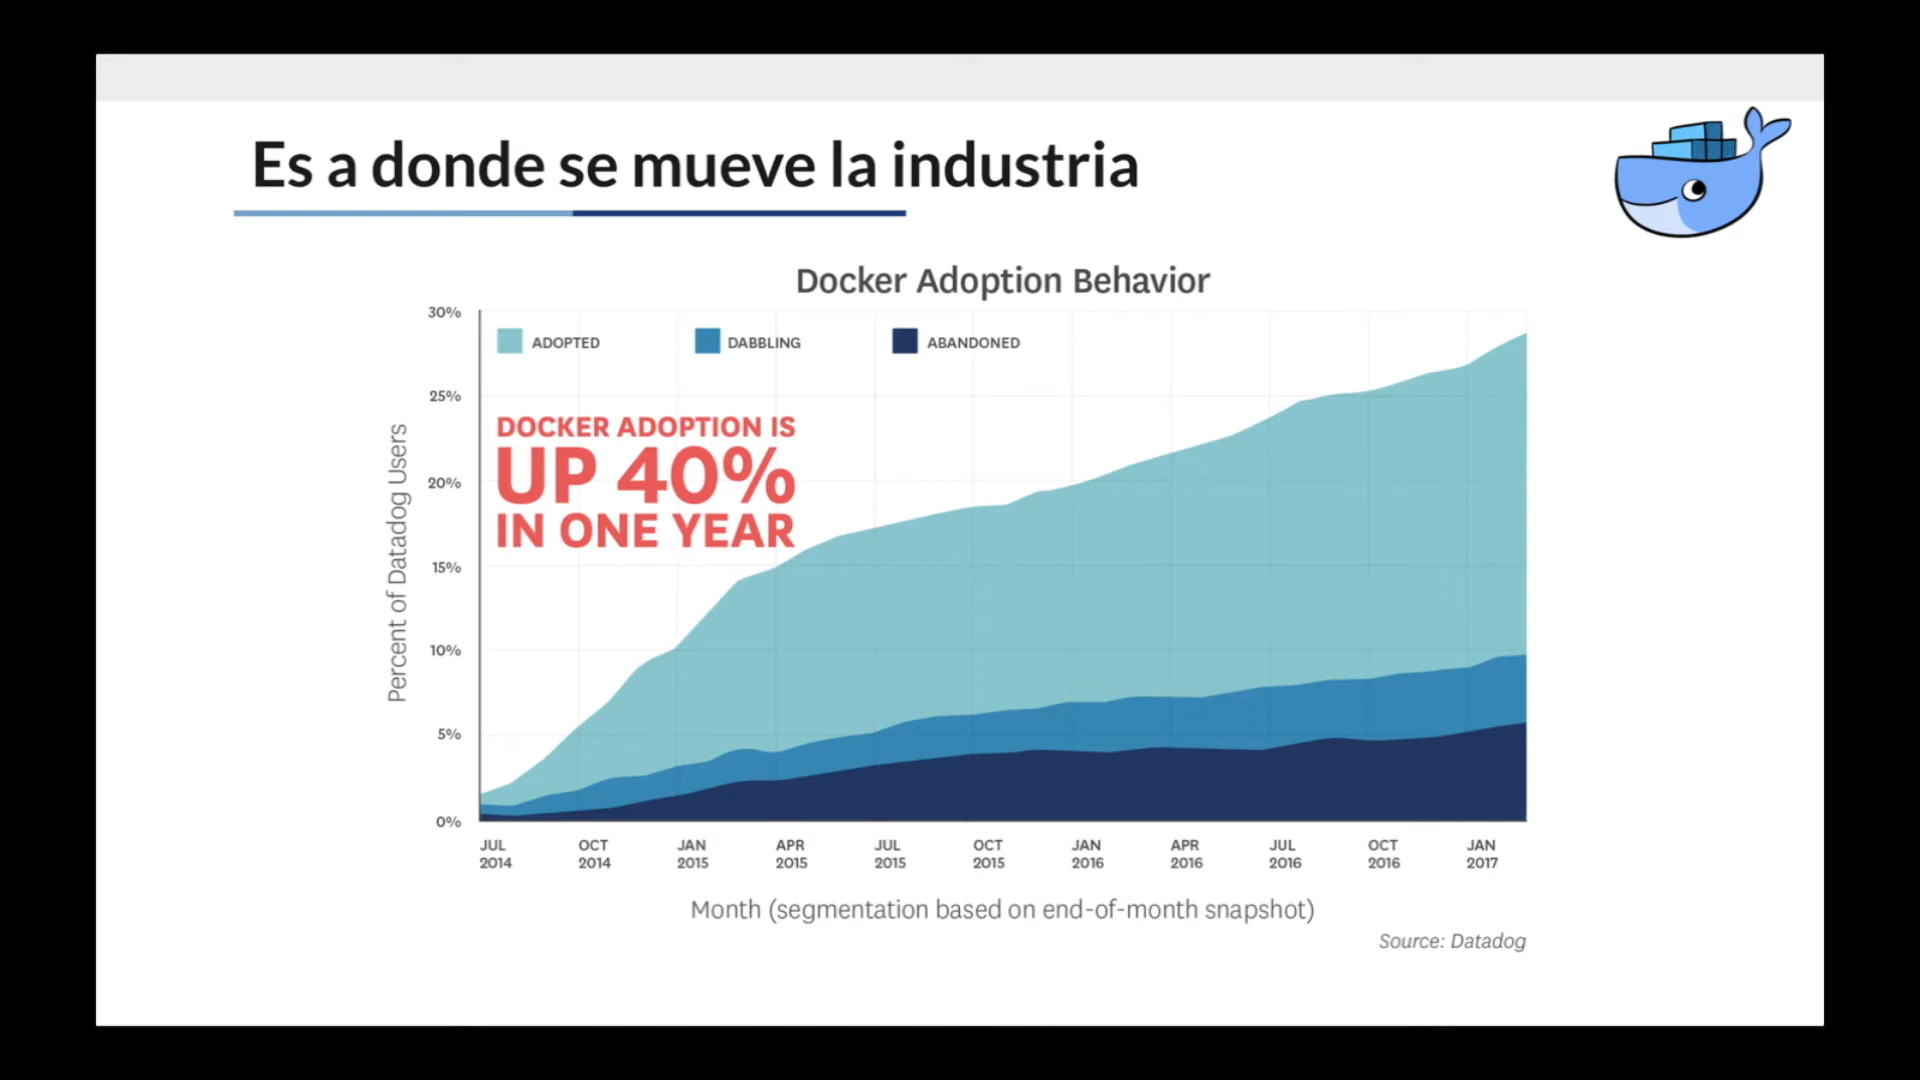 Es a donde se mueve la industria
Docker Adoption Behavior
30%
ADOPTED
DABBLING
ABANDONED
25%
DOCKER ADOPTION IS
UP 40%
IN ONE YEAR
20%
15%
10%
5%
0%
Percent of Datadog Users
JUL 2014
OCT 2014
JAN 2015
APR 2015
JUL 2015
OCT 2015
JAN 2016
APR 2016
JUL 2016
OCT 2016
JAN 2017
Month (segmentation based on end-of-month snapshot)
Source: Datadog